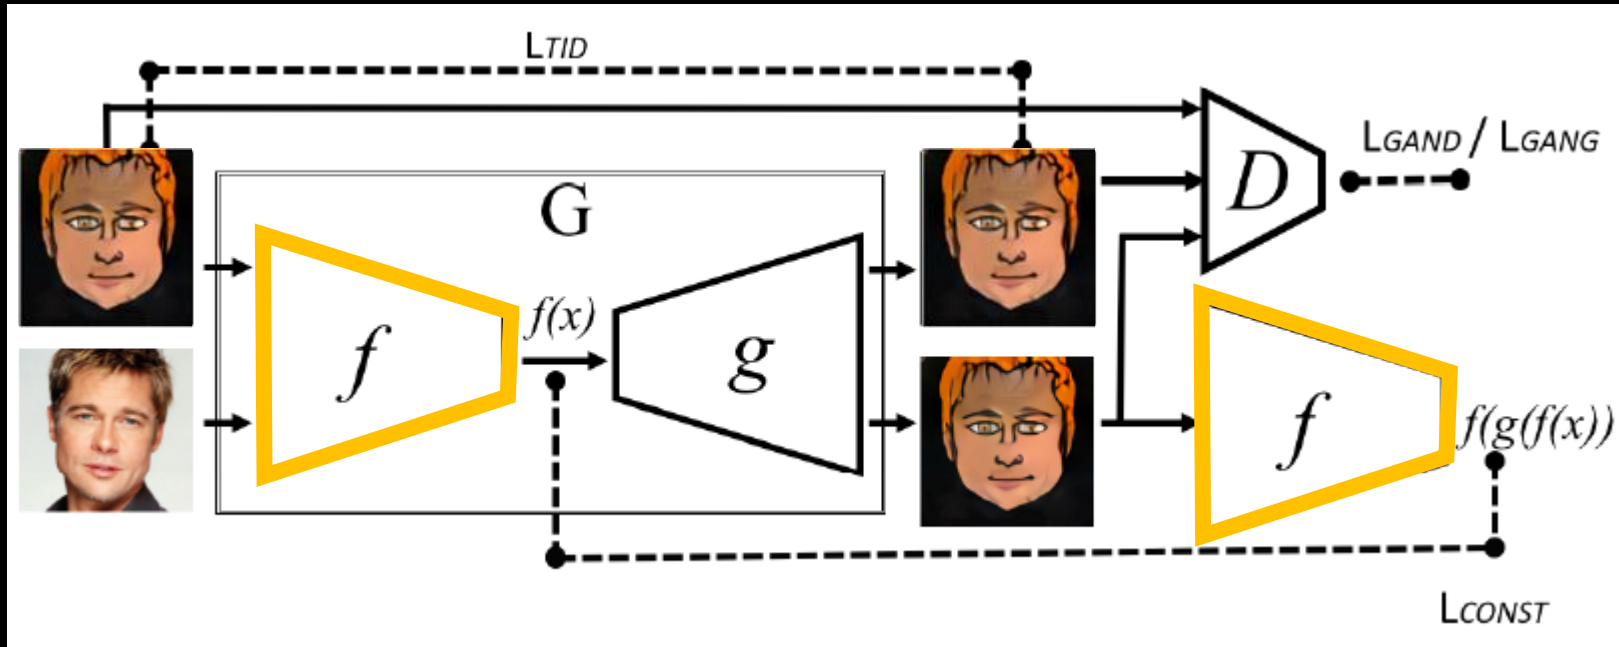 LTID
LGAND / LGANG
D
G
f
f(x)
g
f
f(g(f(x))
LCONST